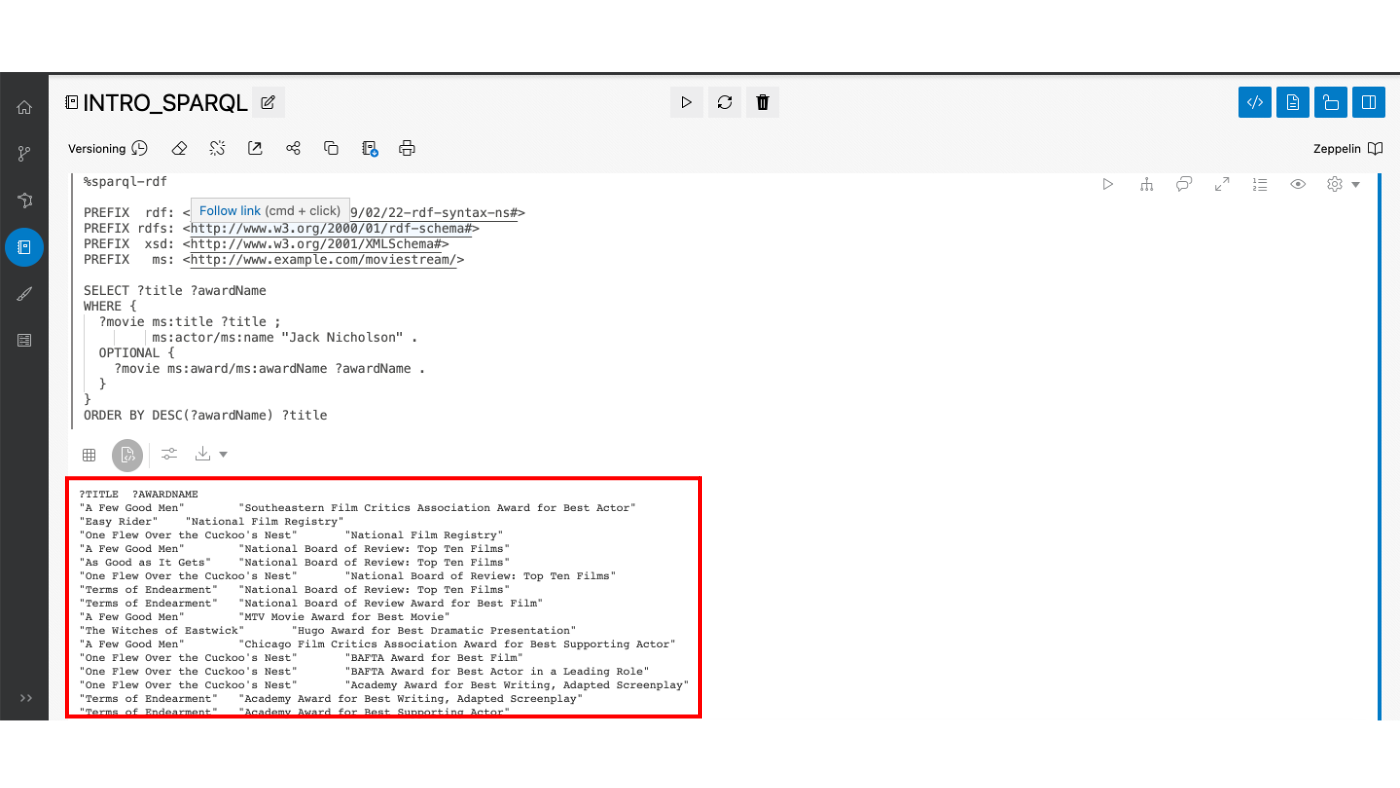 INTRO_SPARQL
Versioning
Zeppelin
%sparql-rdf
Follow link (cmd + click)
PREFIX  rdf: <9/02/22-rdf-syntax-ns#>
PREFIX rdfs: <http://www.w3.org/2000/01/rdf-schema#>
PREFIX  xsd: <http://www.w3.org/2001/XMLSchema#>
PREFIX   ms: <http://www.example.com/moviestream/>
SELECT ?title ?awardName
WHERE {
  ?movie ms:title ?title ;
         ms:actor/ms:name "Jack Nicholson" .
  OPTIONAL {
    ?movie ms:award/ms:awardName ?awardName .
  }
}
ORDER BY DESC(?awardName) ?title
?TITLE  ?AWARDNAME
"A Few Good Men"        "Southeastern Film Critics Association Award for Best Actor"
"Easy Rider"    "National Film Registry"
"One Flew Over the Cuckoo's Nest"       "National Film Registry"
"A Few Good Men"        "National Board of Review: Top Ten Films"
"As Good as It Gets"    "National Board of Review: Top Ten Films"
"One Flew Over the Cuckoo's Nest"       "National Board of Review: Top Ten Films"
"Terms of Endearment"   "National Board of Review: Top Ten Films"
"Terms of Endearment"   "National Board of Review Award for Best Film"
"A Few Good Men"        "MTV Movie Award for Best Movie"
"The Witches of Eastwick"       "Hugo Award for Best Dramatic Presentation"
"A Few Good Men"        "Chicago Film Critics Association Award for Best Supporting Actor"
"One Flew Over the Cuckoo's Nest"       "BAFTA Award for Best Film"
"One Flew Over the Cuckoo's Nest"       "BAFTA Award for Best Actor in a Leading Role"
"One Flew Over the Cuckoo's Nest"       "Academy Award for Best Writing, Adapted Screenplay"
"Terms of Endearment"   "Academy Award for Best Writing, Adapted Screenplay"
"Terms of Endearment"   "Academy Award for Best Supporting Actor"